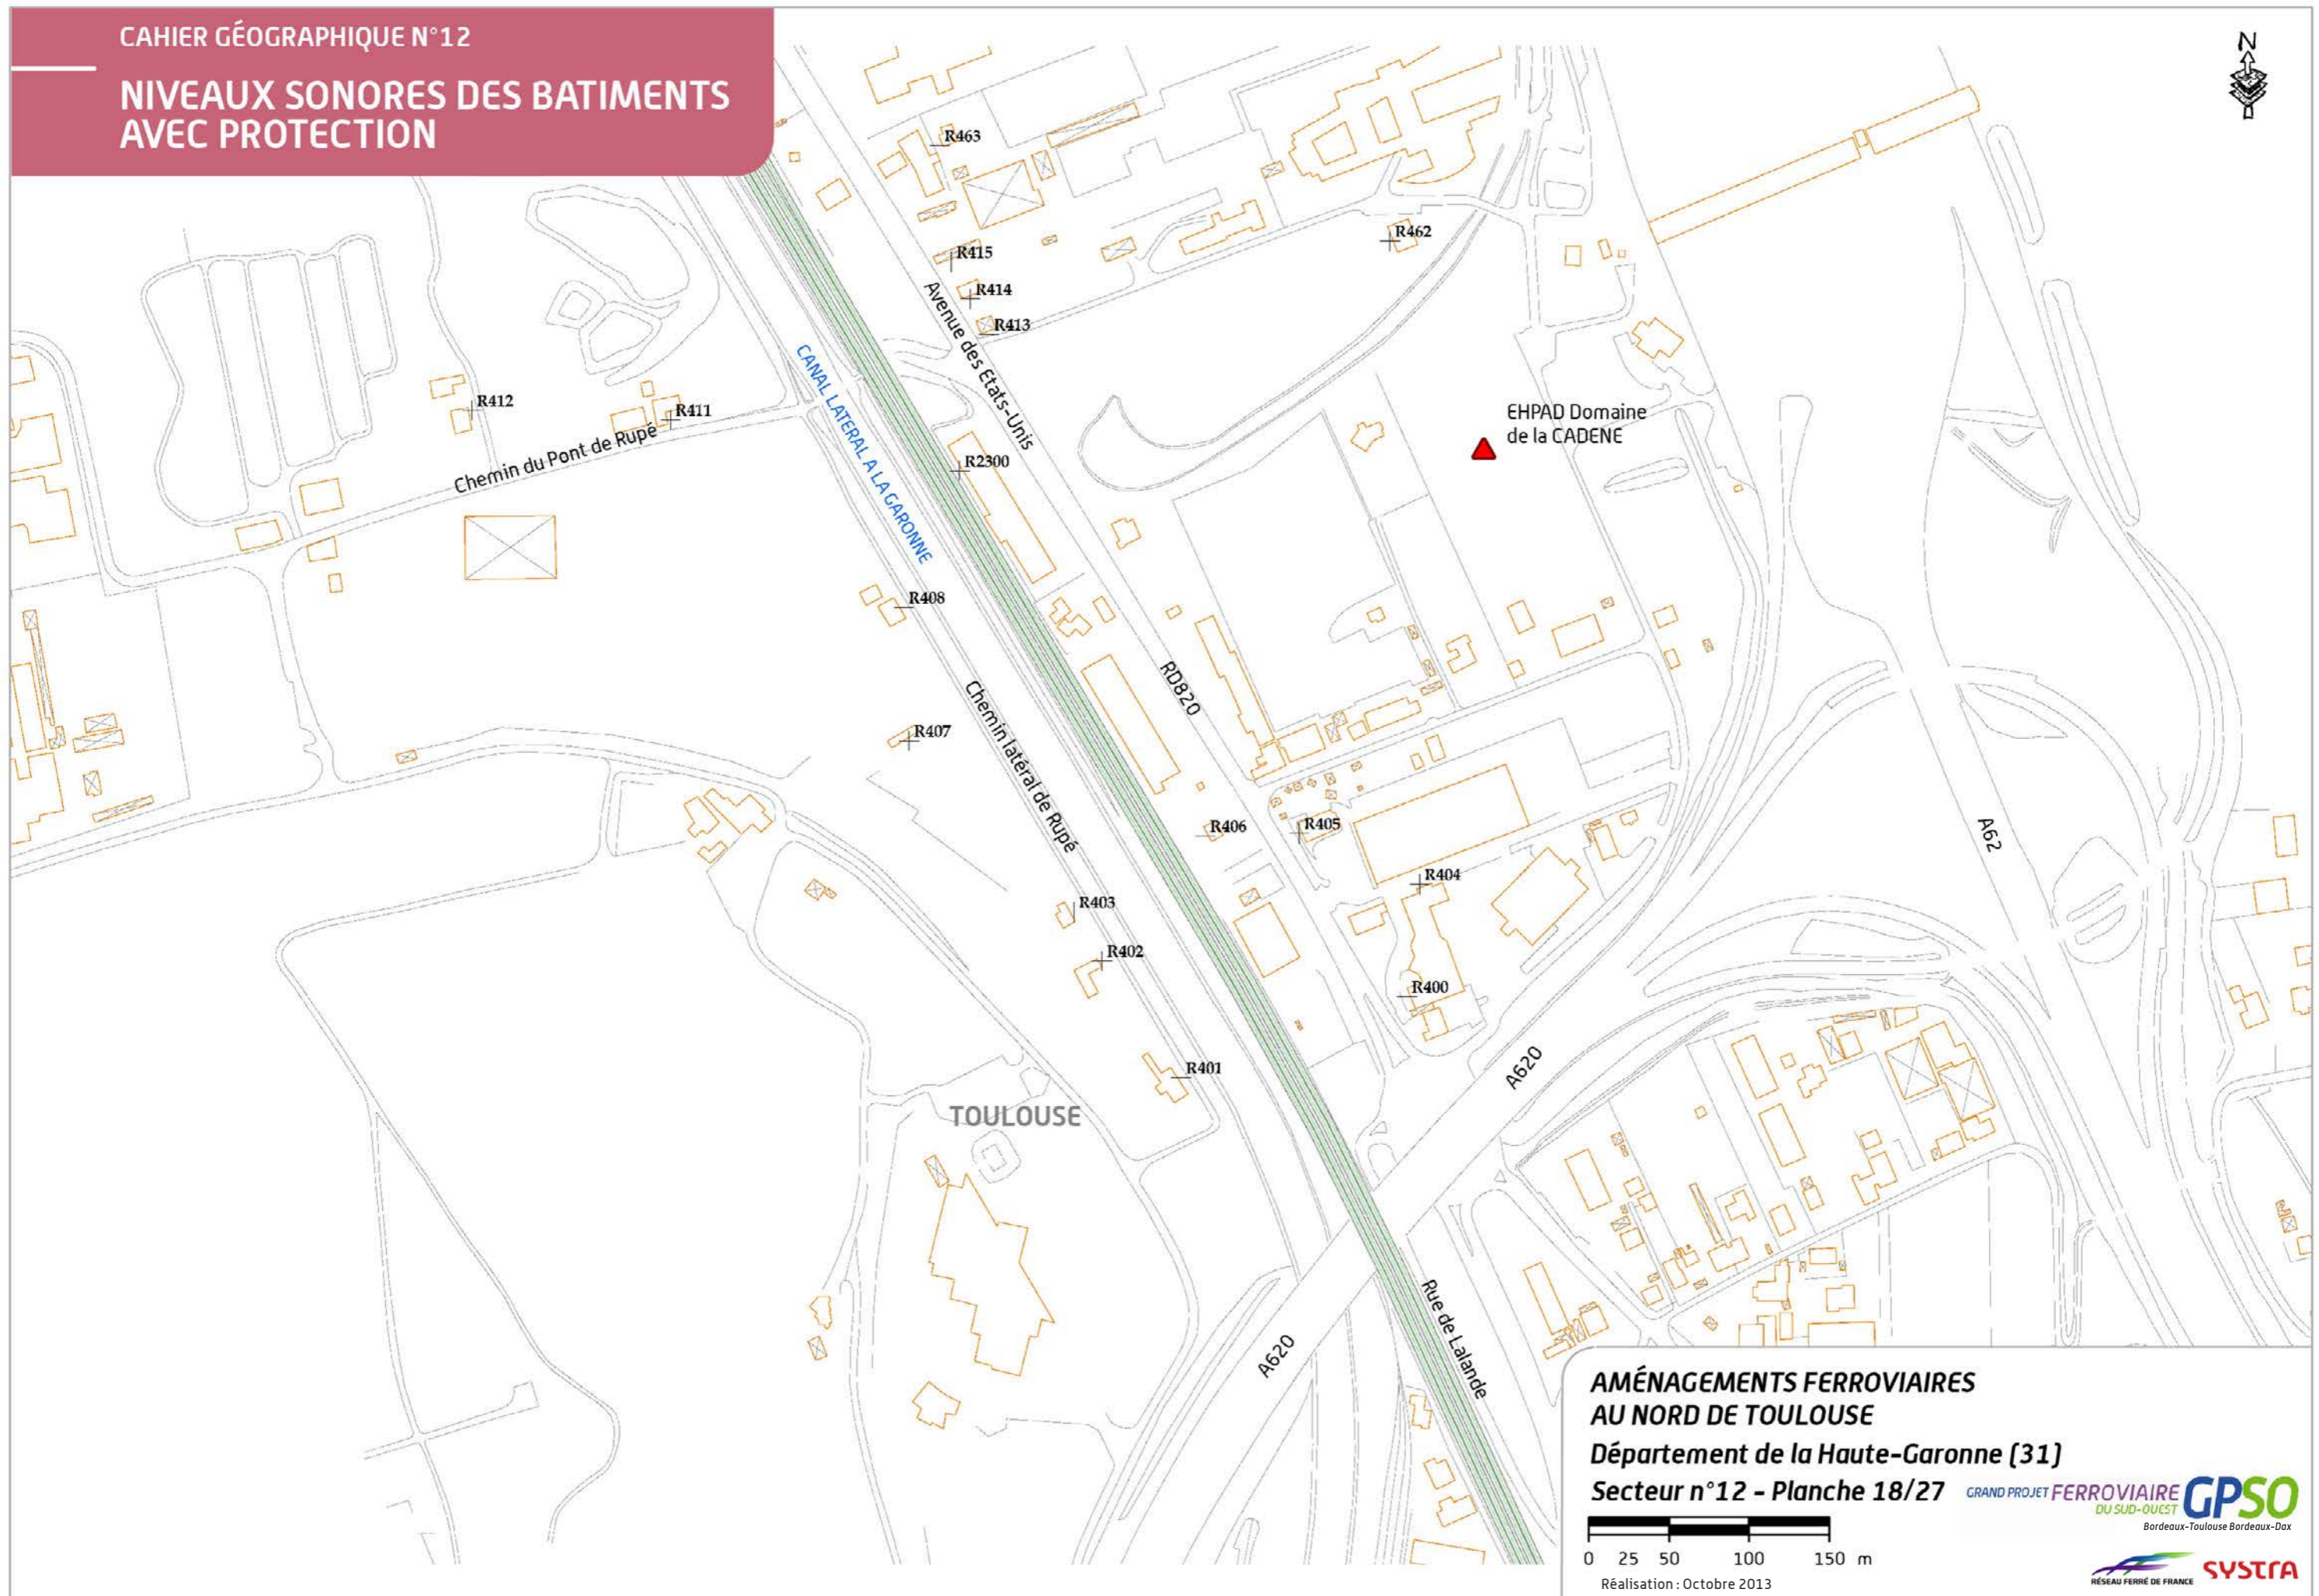 CAHIER GÉOGRAPHIQUE N°12
NIVEAUX SONORES DES BATIMENTS
AVEC PROTECTION
N
R463
R462
R415
R414
R413
Avenue des Etats-Unis
CANAL LATERAL A LA GARONNE
R412
R411
Chemin du Pont de Rupé
EHPAD Domaine
de la CADENE
R2300
R408
RD820
Chemin latéral de Rupé
R407
R406
R405
A62
R404
R403
R402
R400
R401
A620
TOULOUSE
Rue de Lalande
A620
AMÉNAGEMENTS FERROVIAIRES
AU NORD DE TOULOUSE
Département de la Haute-Garonne (31)
Secteur n°12 - Planche 18/27
GRAND PROJET FERROVIAIRE
DU SUD-OUEST
GPSO
Bordeaux-Toulouse Bordeaux-Dax
0 25 50 100 150 m
Réalisation : Octobre 2013
RÉSEAU FERRÉ DE FRANCE
SYSTRA